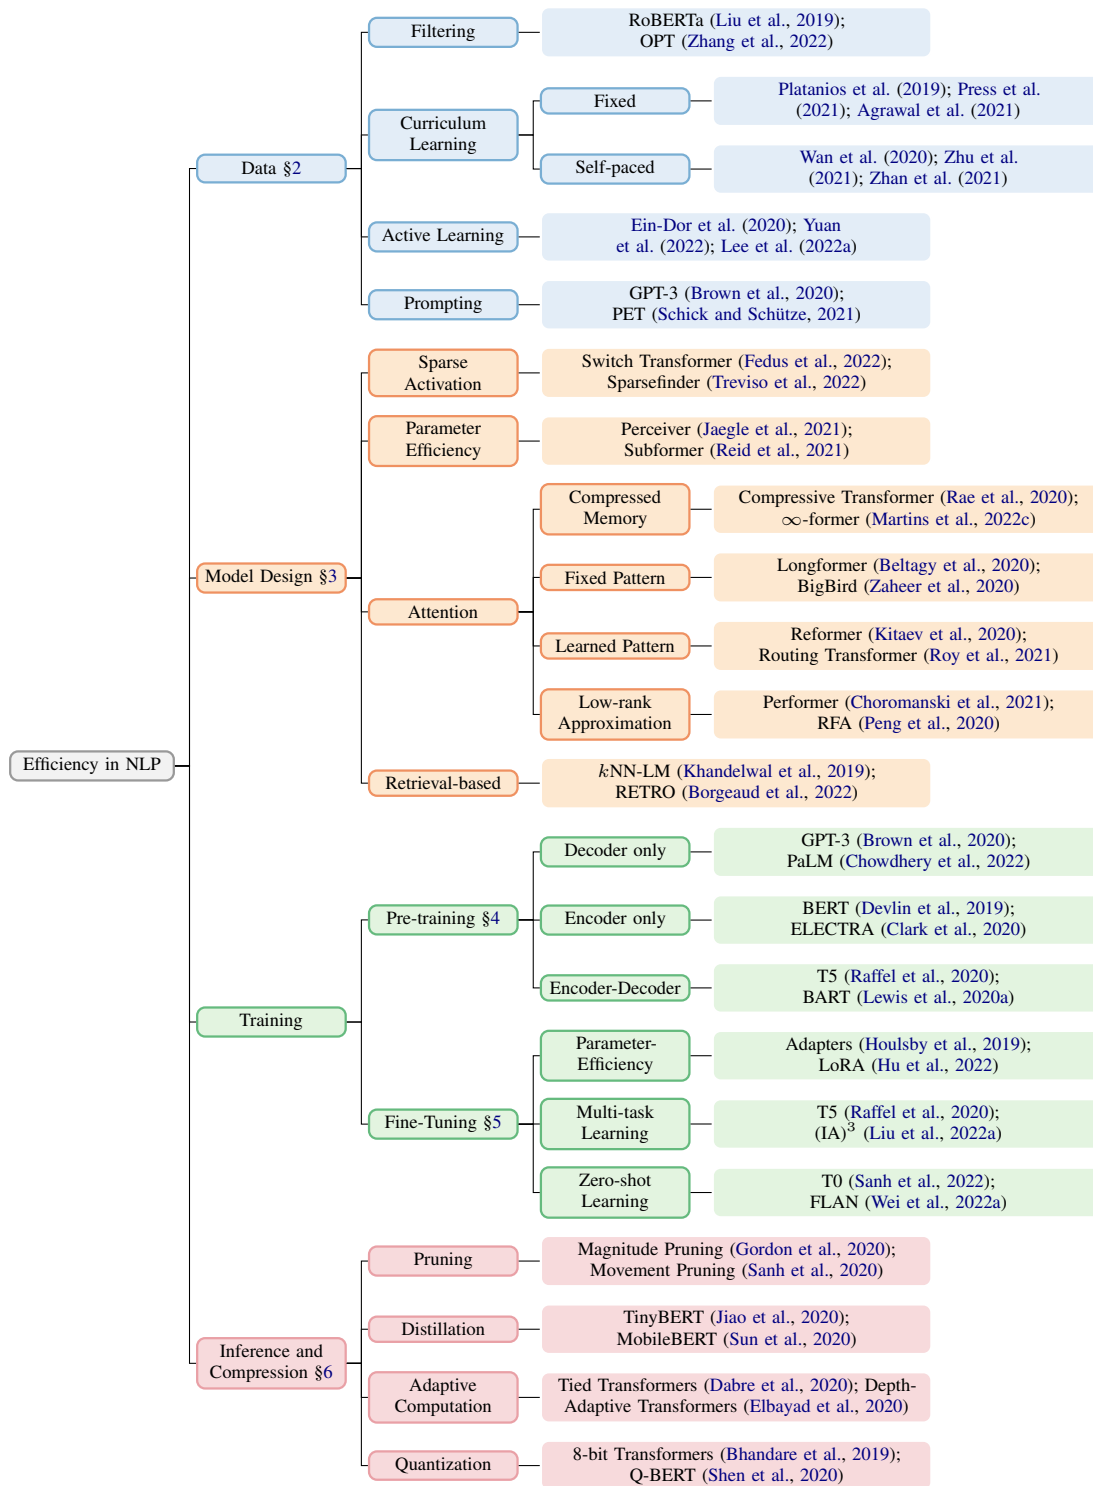 Filtering
RoBERTa (Liu et al., 2019);
OPT (Zhang et al., 2022)
Curriculum
Learning
Fixed
Platanios et al. (2019); Press et al.
(2021); Agrawal et al. (2021)
Self-paced
Wan et al. (2020); Zhu et al.
(2021); Zhan et al. (2021)
Data §2
Active Learning
Ein-Dor et al. (2020); Yuan
et al. (2022); Lee et al. (2022a)
Prompting
GPT-3 (Brown et al., 2020);
PET (Schick and Schütze, 2021)
Sparse
Activation
Switch Transformer (Fedus et al., 2022);
Sparsefinder (Treviso et al., 2022)
Parameter
Efficiency
Perceiver (Jaegle et al., 2021);
Subformer (Reid et al., 2021)
Compressed
Memory
Compressive Transformer (Rae et al., 2020);
∞-former (Martins et al., 2022c)
Model Design §3
Fixed Pattern
Longformer (Beltagy et al., 2020);
BigBird (Zaheer et al., 2020)
Attention
Learned Pattern
Reformer (Kitaev et al., 2020);
Routing Transformer (Roy et al., 2021)
Low-rank
Approximation
Performer (Choromanski et al., 2021);
RFA (Peng et al., 2020)
Efficiency in NLP
Retrieval-based
kNN-LM (Khandelwal et al., 2019);
RETRO (Borgeaud et al., 2022)
Decoder only
GPT-3 (Brown et al., 2020);
PaLM (Chowdhery et al., 2022)
Pre-training §4
Encoder only
BERT (Devlin et al., 2019);
ELECTRA (Clark et al., 2020)
Encoder-Decoder
T5 (Raffel et al., 2020);
BART (Lewis et al., 2020a)
Training
Parameter-
Efficiency
Adapters (Houlsby et al., 2019);
LoRA (Hu et al., 2022)
Fine-Tuning §5
Multi-task
Learning
T5 (Raffel et al., 2020);
(IA)³ (Liu et al., 2022a)
Zero-shot
Learning
T0 (Sanh et al., 2022);
FLAN (Wei et al., 2022a)
Pruning
Magnitude Pruning (Gordon et al., 2020);
Movement Pruning (Sanh et al., 2020)
Distillation
TinyBERT (Jiao et al., 2020);
MobileBERT (Sun et al., 2020)
Inference and
Compression §6
Adaptive
Computation
Tied Transformers (Dabre et al., 2020); Depth-
Adaptive Transformers (Elbayad et al., 2020)
Quantization
8-bit Transformers (Bhandare et al., 2019);
Q-BERT (Shen et al., 2020)